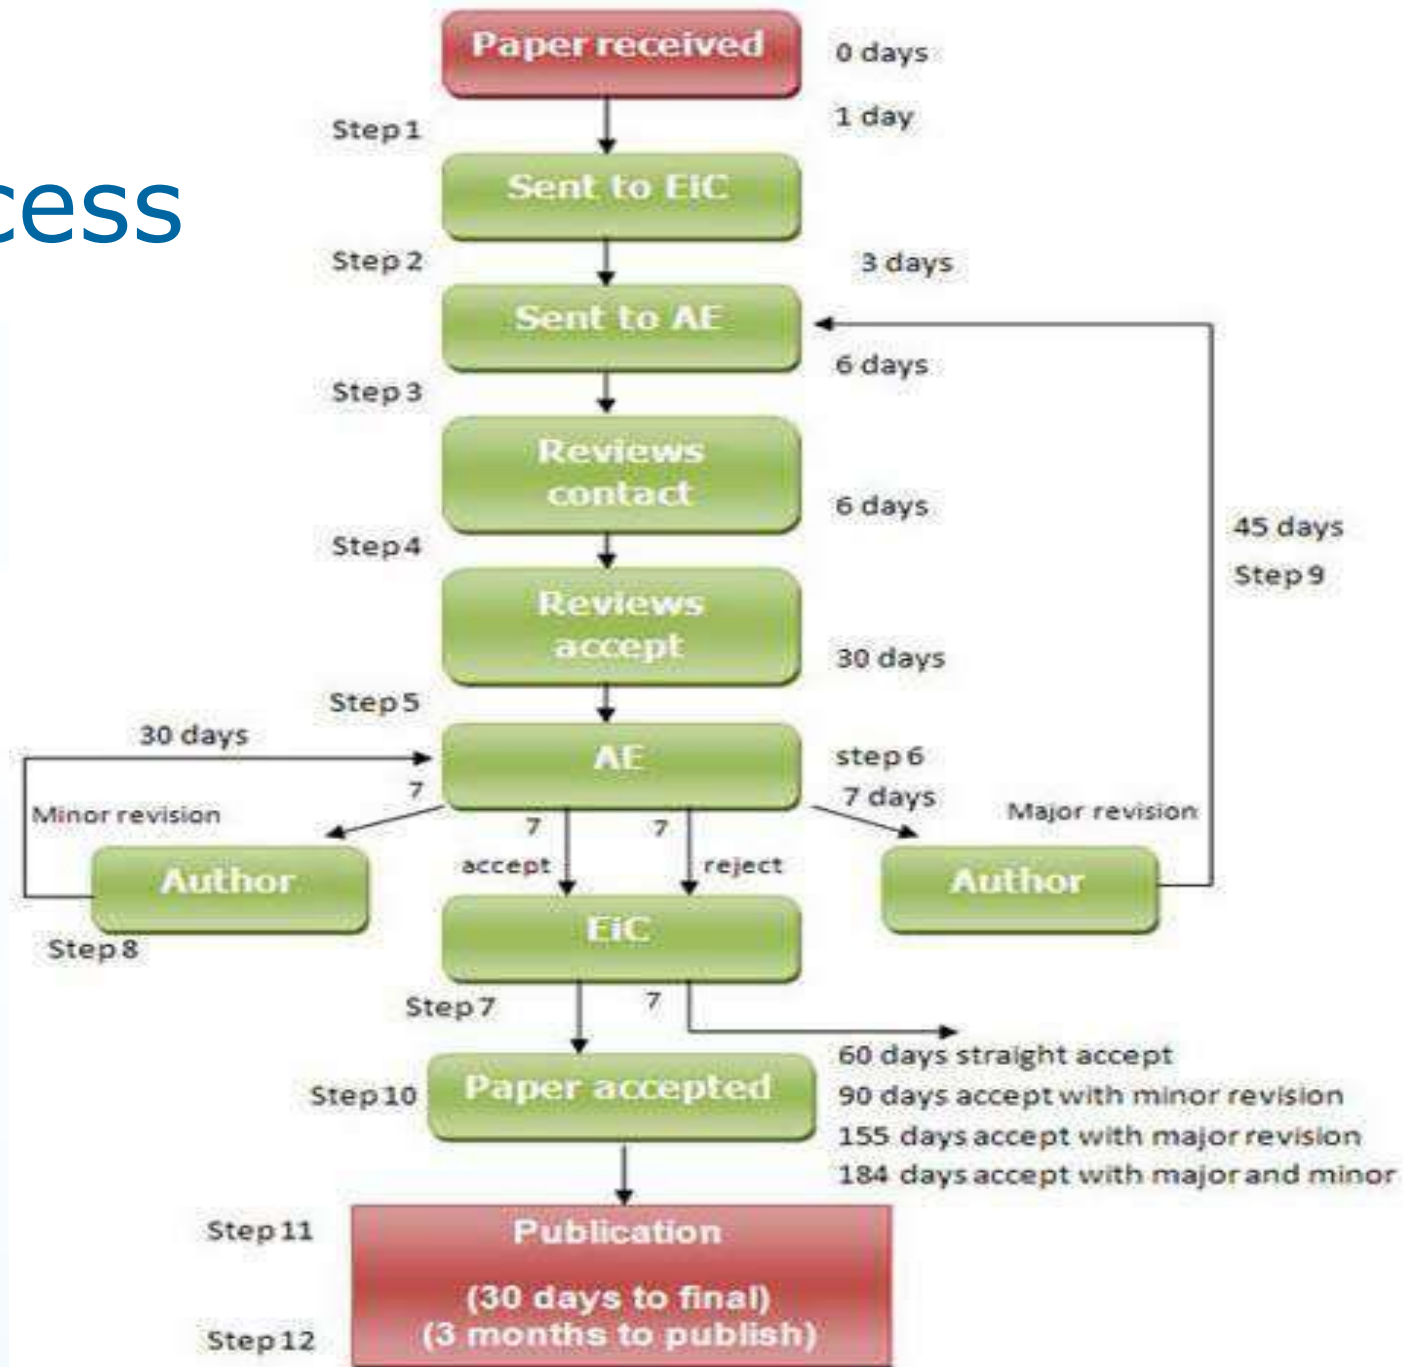 Paper received
0 days
1 day
Step 1
Sent to EiC
cess
Step 2
3 days
Sent to AE
6 days
Step 3
Reviews
contact
6 days
45 days
Step 4
Step 9
Reviews
accept
30 days
Step 5
30 days
AE
step 6
7
7 days
Minor revision
Major revision
7
7
accept
reject
Author
Author
EiC
Step 8
Step 7
7
60 days straight accept
Step 10
Paper accepted
90 days accept with minor revision
155 days accept with major revision
184 days accept with major and minor
Step 11
Publication
(30 days to final)
Step 12
(3 months to publish)